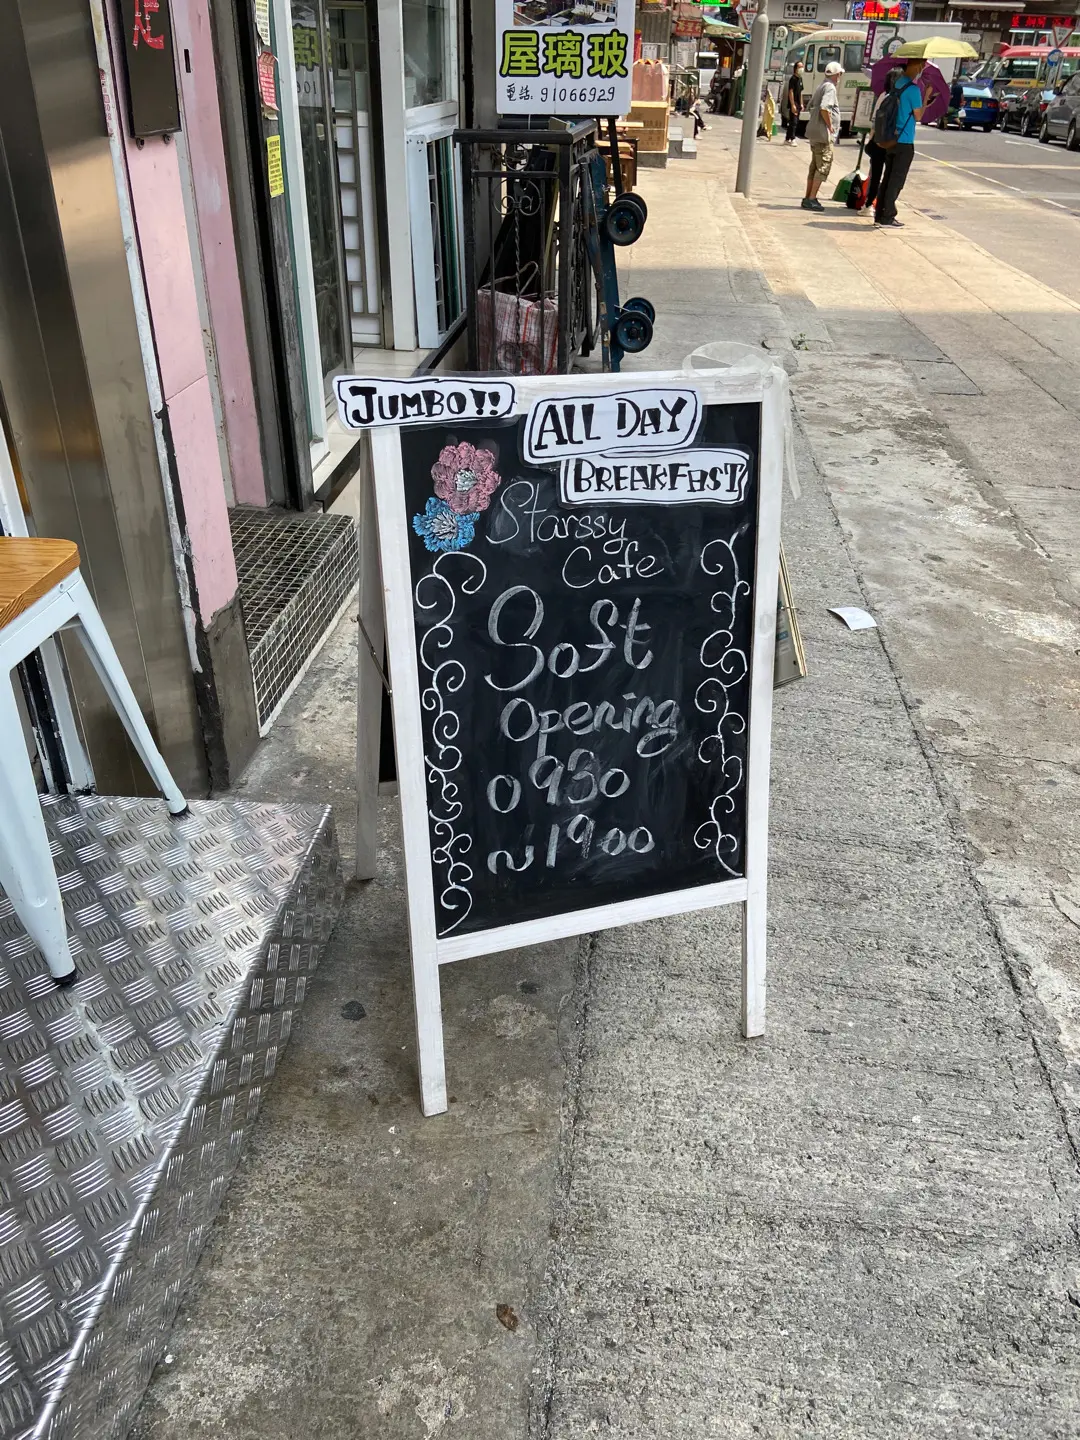 屋璃玻
電話: 91066929
JUMBO!!
ALL DAY
BREAKFAST
Starssy
Cafe
Soft
Opening
0930
~1900